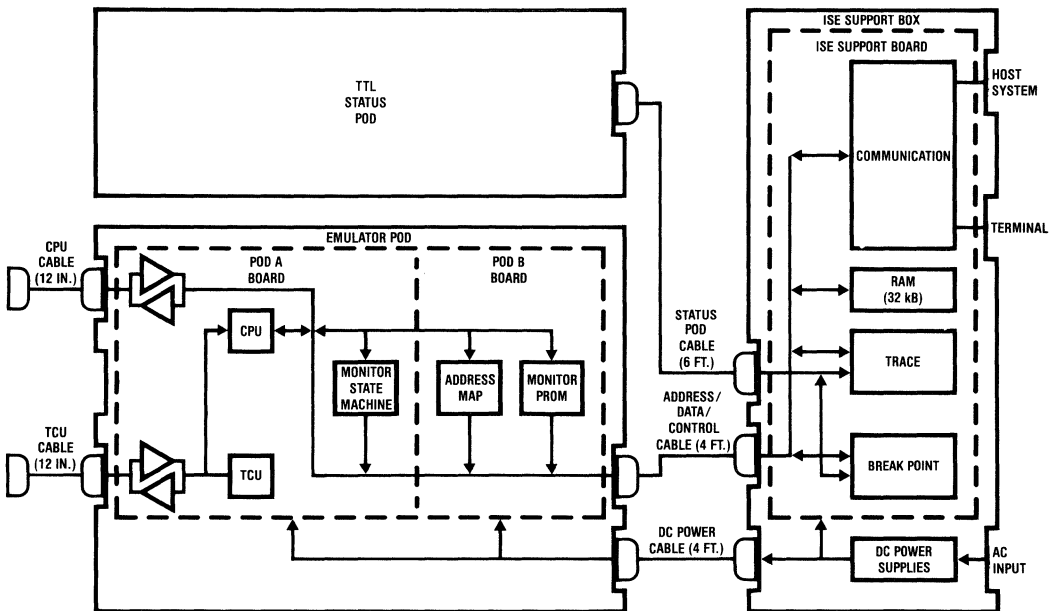 TTL
STATUS
POD
ISE SUPPORT BOX
ISE SUPPORT BOARD
HOST
SYSTEM
COMMUNICATION
TERMINAL
RAM
(32 kB)
TRACE
BREAK POINT
DC POWER
SUPPLIES
AC
INPUT
EMULATOR POD
POD A
BOARD
POD B
BOARD
CPU
CABLE
(12 IN.)
CPU
MONITOR
STATE
MACHINE
ADDRESS
MAP
MONITOR
PROM
TCU
CABLE
(12 IN.)
TCU
STATUS
POD
CABLE
(6 FT.)
ADDRESS/
DATA/
CONTROL
CABLE (4 FT.)
DC POWER
CABLE (4 FT.)